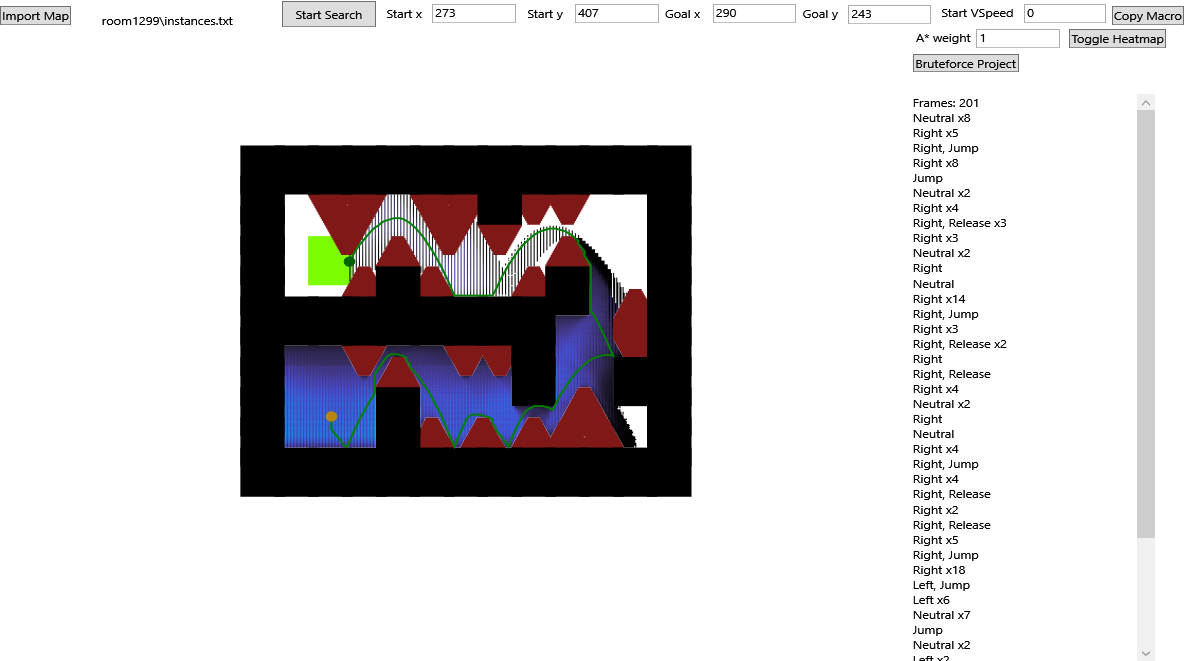 Import Map room1299\instances.txt Start Search Start x 273 Start y 407 Goal x 290 Goal y 243 Start VSpeed 0 Copy Macro
A* weight 1 Toggle Heatmap
Bruteforce Project
Frames: 201
Neutral x8
Right x5
Right, Jump
Right x8
Jump
Neutral x2
Right x4
Right, Release x3
Right x3
Neutral x2
Right
Neutral
Right x14
Right, Jump
Right x3
Right, Release x2
Right
Right, Release
Right x4
Neutral x2
Right
Neutral
Right x4
Right, Jump
Right x4
Right, Release
Right x2
Right, Release
Right x5
Right, Jump
Right x18
Left, Jump
Left x6
Neutral x7
Jump
Neutral x2
Left x2